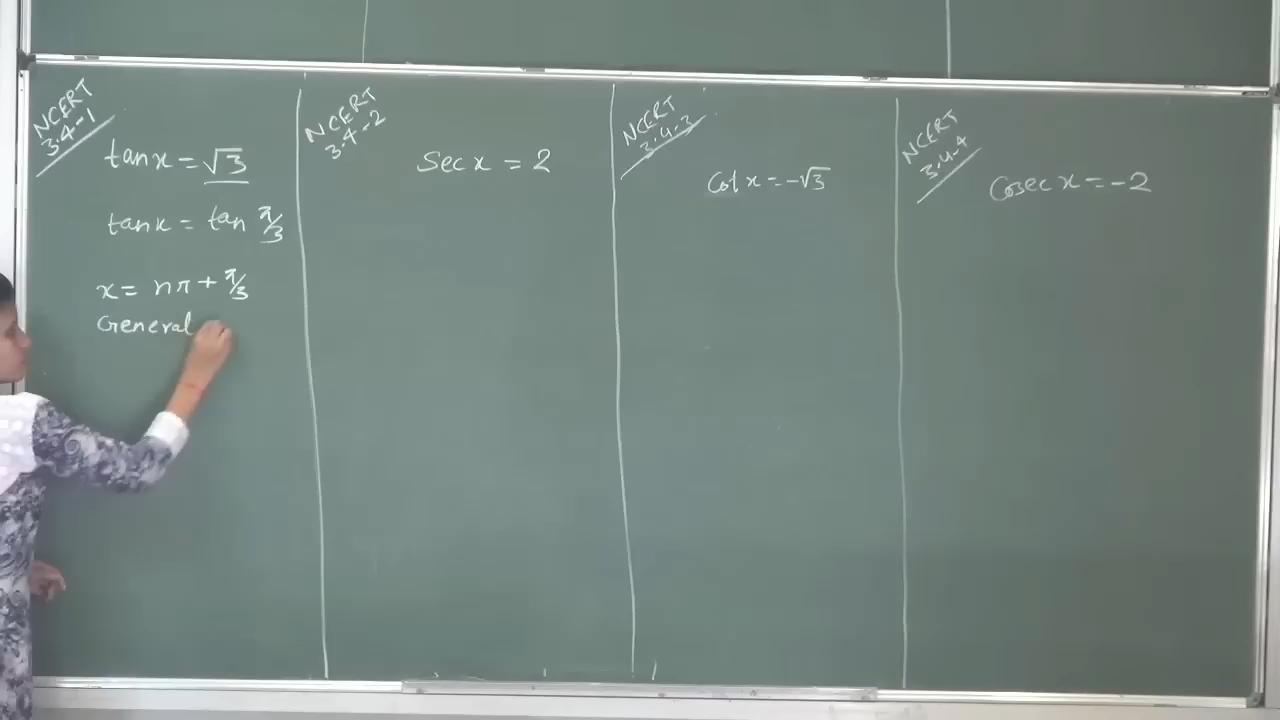 NCERT
3.4-1
tan x = √3
tan x = tan π/3
x = nπ + π/3
General
NCERT
3.4-2
Sec x = 2
NCERT
3.4-3
Cot x = -√3
NCERT
3.4-4
Cosec x = -2